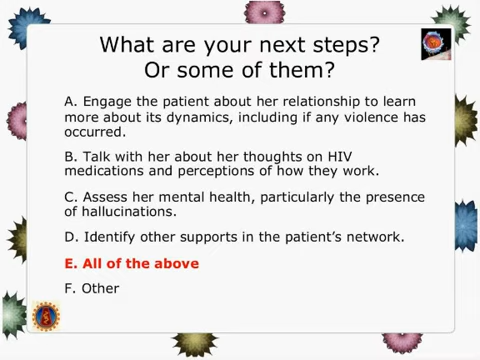 What are your next steps?
Or some of them?
A. Engage the patient about her relationship to learn
more about its dynamics, including if any violence has
occurred.
B. Talk with her about her thoughts on HIV
medications and perceptions of how they work.
C. Assess her mental health, particularly the presence
of hallucinations.
D. Identify other supports in the patient’s network.
E. All of the above
F. Other